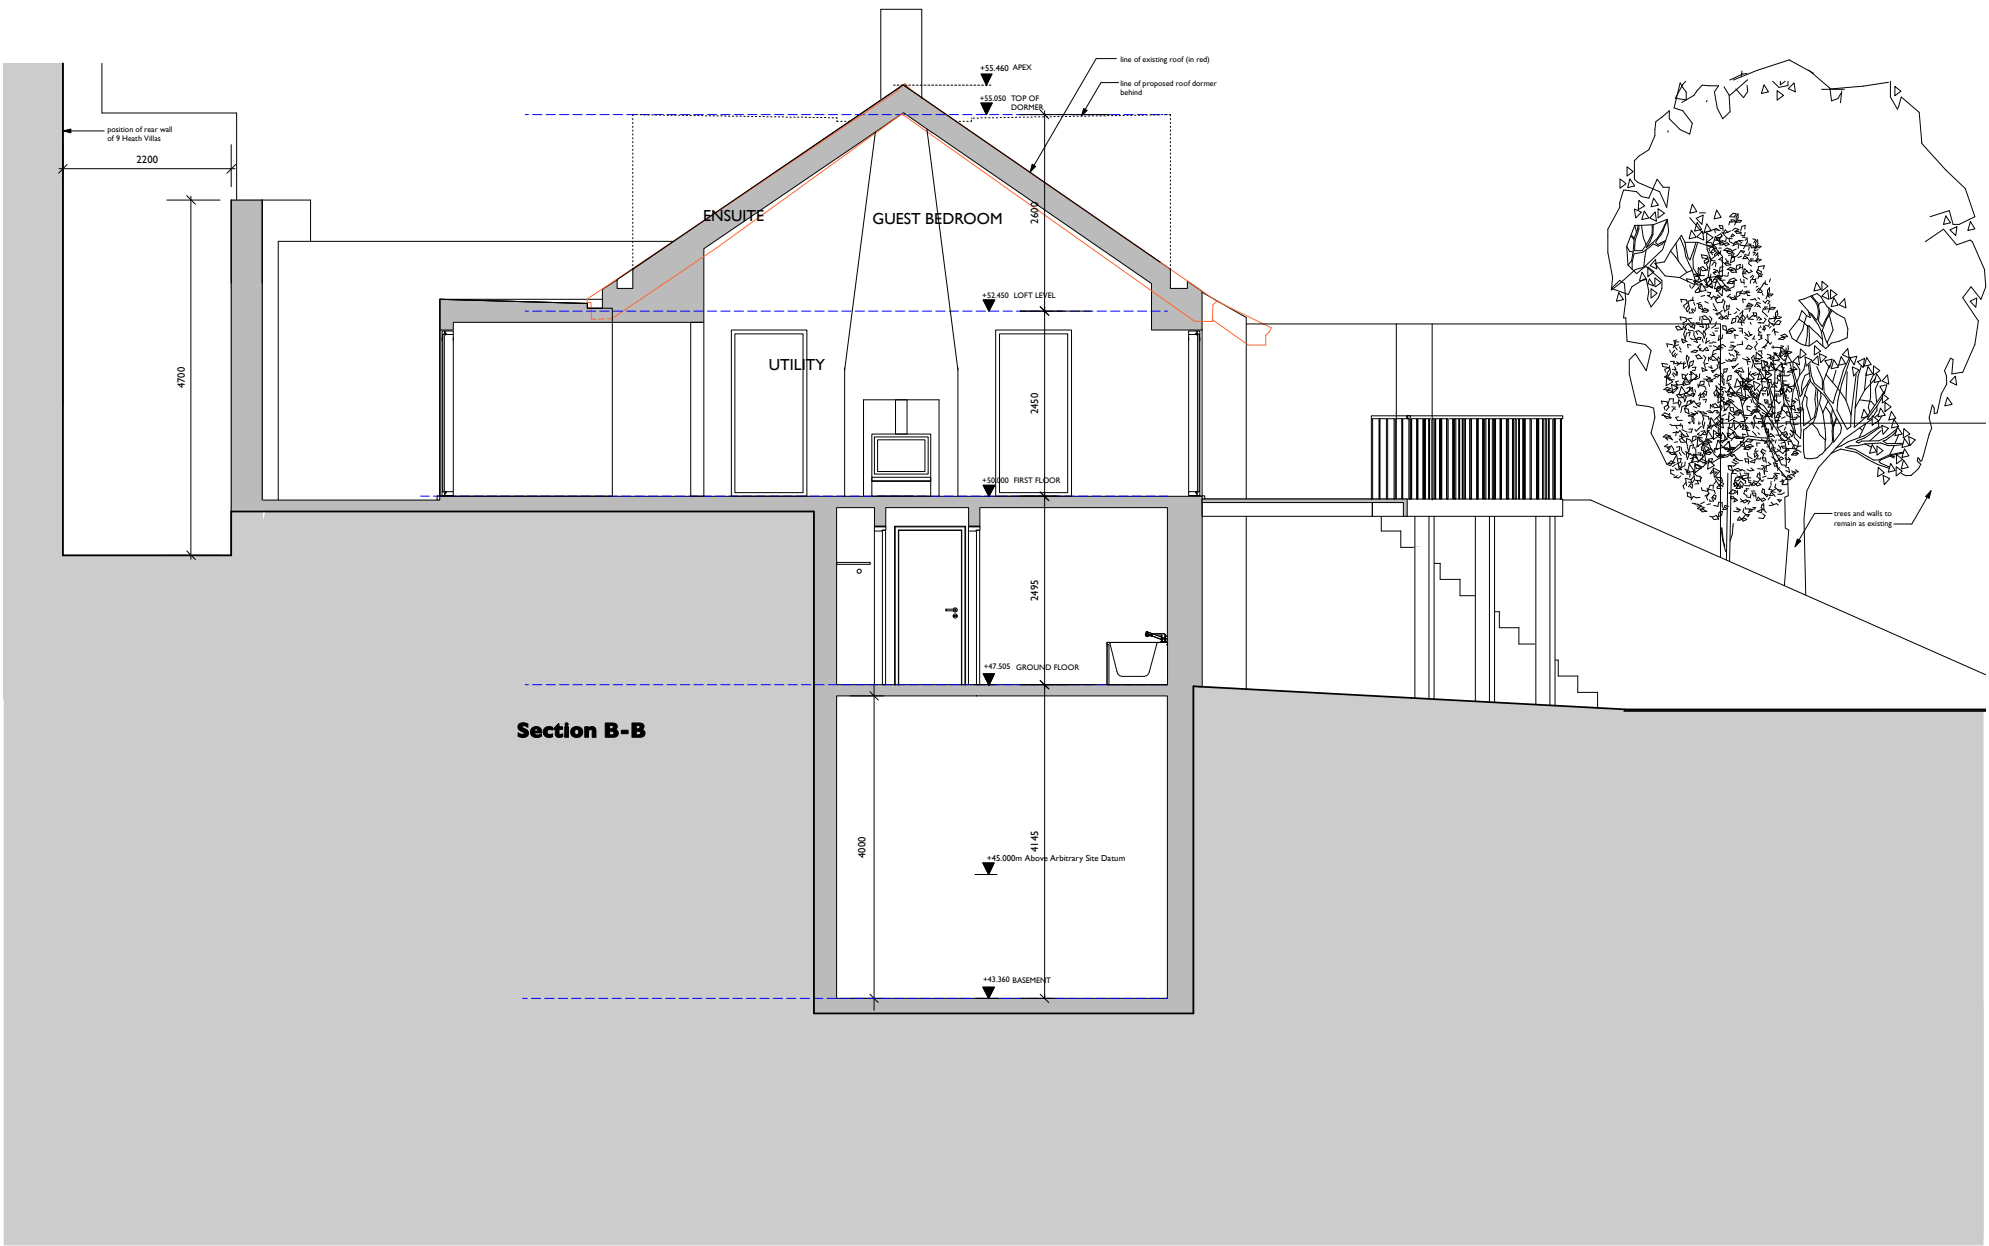 +55.460 APEX
line of existing roof (in red)
line of proposed roof dormer
behind
+55.050 TOP OF
DORMER
position of rear wall
of 9 Heath Villas
2200
ENSUITE
GUEST BEDROOM
2600
+52.450 LOFT LEVEL
4700
UTILITY
2450
+50.000 FIRST FLOOR
trees and walls to
remain as existing
2495
+47.505 GROUND FLOOR
Section B-B
4000
4145
+45.000m Above Arbitrary Site Datum
+43.360 BASEMENT